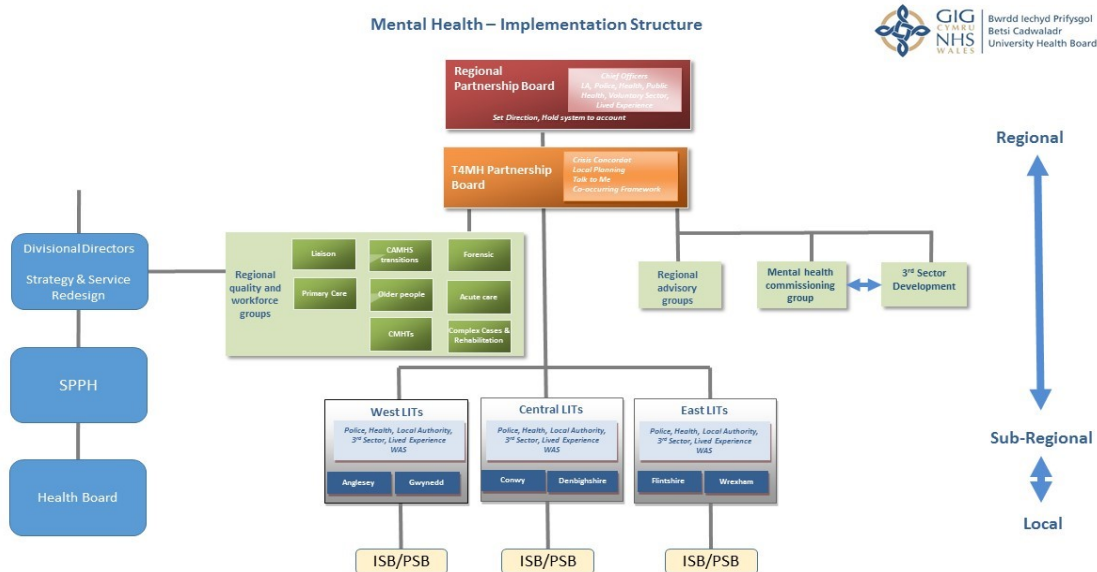 Mental Health – Implementation Structure
GIG
CYMRU
NHS
WALES
Bwrdd Iechyd Prifysgol
Betsi Cadwaladr
University Health Board
Regional
Partnership Board
Chief Officers
LA, Police, Health, Public
Health, Voluntary Sector,
Lived Experience
Set Direction, Hold system to account
T4MH Partnership
Board
Crisis Concordat
Local Planning
Talk to Me
Co-occurring Framework
Regional
Divisional Directors
Strategy & Service
Redesign
SPPH
Health Board
Regional
quality and
workforce
groups
Liaison
CAMHS
transitions
Forensic
Primary Care
Older people
Acute care
CMHTs
Complex Cases &
Rehabilitation
Regional
advisory
groups
Mental health
commissioning
group
3rd Sector
Development
West LITs
Police, Health, Local Authority,
3rd Sector, Lived Experience
WAS
Anglesey
Gwynedd
Central LITs
Police, Health, Local Authority,
3rd Sector, Lived Experience
WAS
Conwy
Denbighshire
East LITs
Police, Health, Local Authority,
3rd Sector, Lived Experience
WAS
Flintshire
Wrexham
Sub-Regional
Local
ISB/PSB
ISB/PSB
ISB/PSB